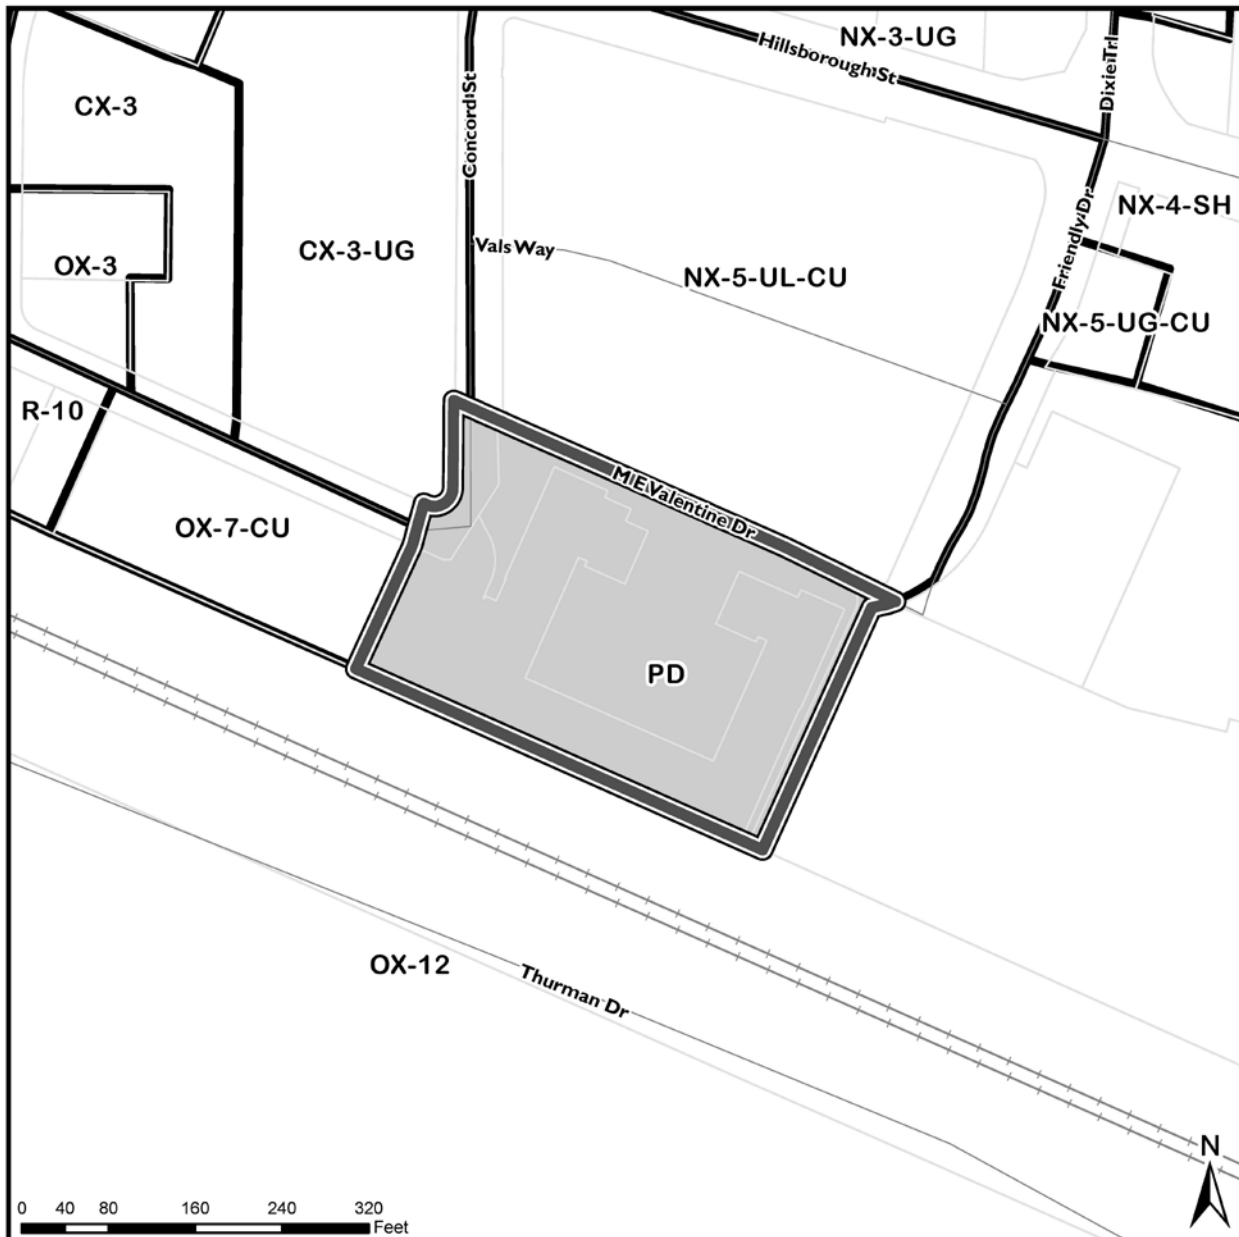 NX-3-UG
Hillsborough St
Dixie Trl
CX-3
Concord St
NX-4-SH
Friendly Dr
OX-3
CX-3-UG
Vals Way
NX-5-UL-CU
NX-5-UG-CU
R-10
OX-7-CU
M E Valentine Dr
PD
OX-12
Thurman Dr
N
0 40 80 160 240 320
Feet